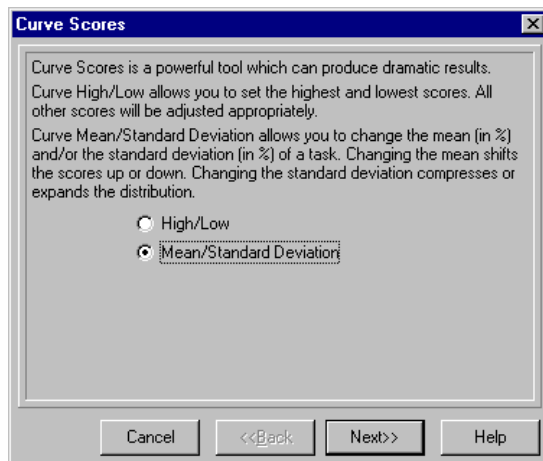 Curve Scores
Curve Scores is a powerful tool which can produce dramatic results.
Curve High/Low allows you to set the highest and lowest scores. All
other scores will be adjusted appropriately.
Curve Mean/Standard Deviation allows you to change the mean (in %)
and/or the standard deviation (in %) of a task. Changing the mean shifts
the scores up or down. Changing the standard deviation compresses or
expands the distribution.
High/Low
Mean/Standard Deviation
Cancel <<Back Next>> Help